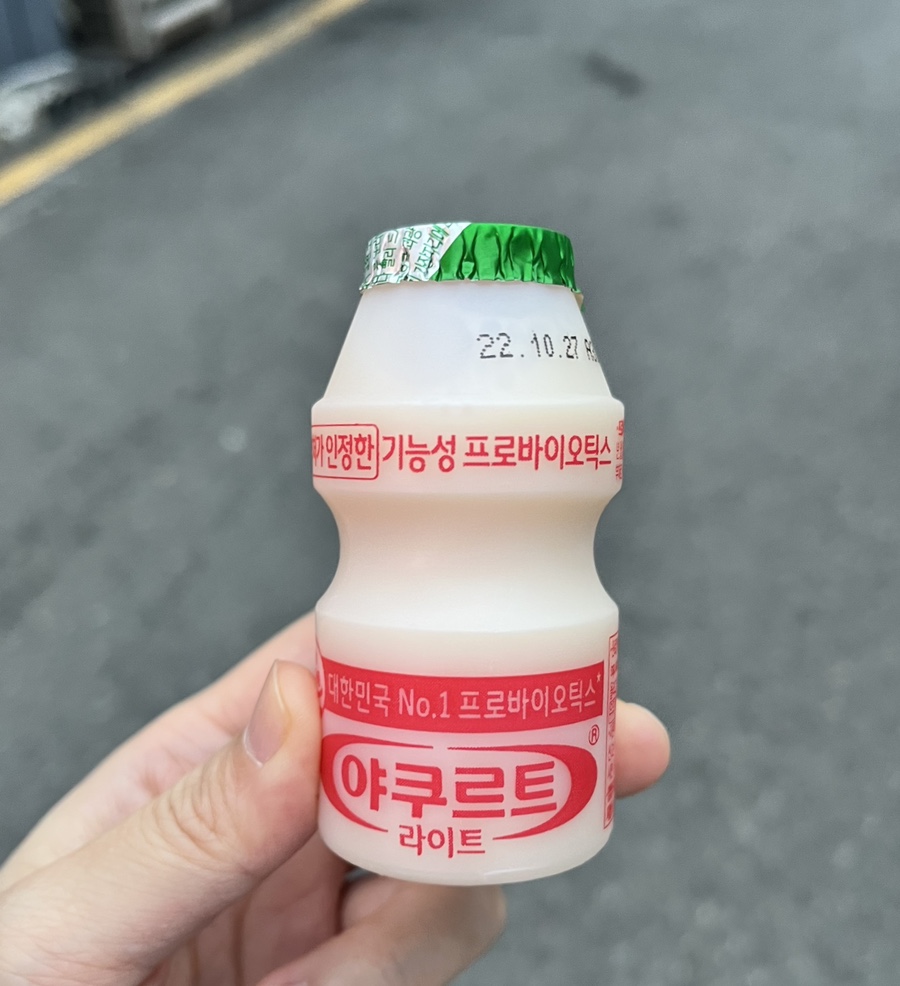 22.10.27
인정한 기능성 프로바이오틱스
대한민국 No.1 프로바이오틱스*
야쿠르트®
라이트